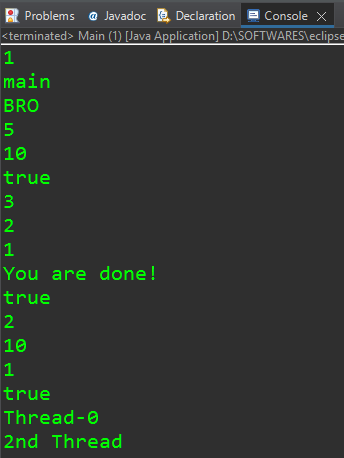 Problems @ Javadoc Declaration Console
<terminated> Main (1) [Java Application] D:\SOFTWARES\eclipse
1
main
BRO
5
10
true
3
2
1
You are done!
true
2
10
1
true
Thread-0
2nd Thread